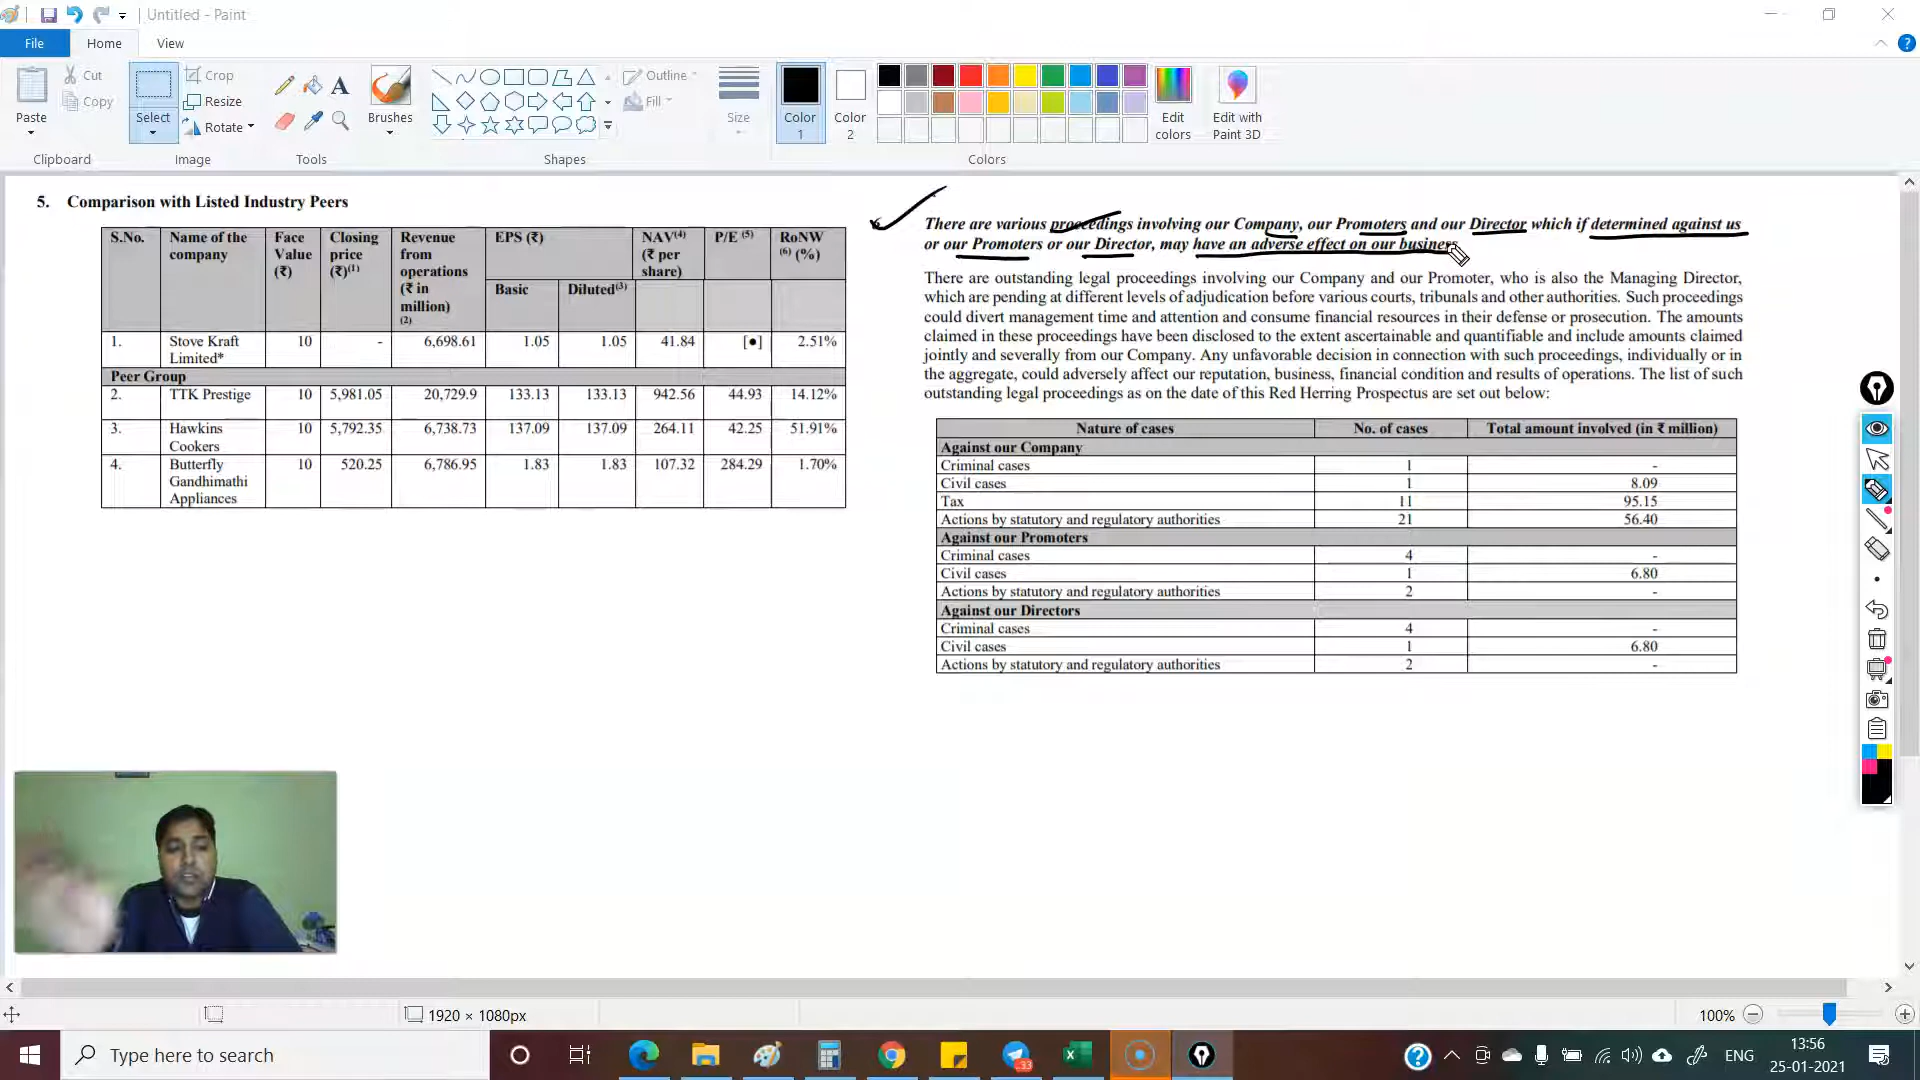 Untitled - Paint
File
Home
View
Paste
Cut
Copy
Clipboard
Select
Crop
Resize
Rotate
Image
A
Tools
Brushes
Outline
Fill
Shapes
Size
Color 1
Color 2
Edit colors
Edit with Paint 3D
Colors
5. Comparison with Listed Industry Peers
S.No. | Name of the company | Face Value (₹) | Closing price (₹)(1) | Revenue from operations (₹ in million) (2) | EPS (₹) | NAV(4) (₹ per share) | P/E (5) | RoNW (6) (%)
Basic | Diluted(3)
1. | Stove Kraft Limited* | 10 | - | 6,698.61 | 1.05 | 1.05 | 41.84 | [●] | 2.51%
Peer Group
2. | TTK Prestige | 10 | 5,981.05 | 20,729.9 | 133.13 | 133.13 | 942.56 | 44.93 | 14.12%
3. | Hawkins Cookers | 10 | 5,792.35 | 6,738.73 | 137.09 | 137.09 | 264.11 | 42.25 | 51.91%
4. | Butterfly Gandhimathi Appliances | 10 | 520.25 | 6,786.95 | 1.83 | 1.83 | 107.32 | 284.29 | 1.70%
There are various proceedings involving our Company, our Promoters and our Director which if determined against us
or our Promoters or our Director, may have an adverse effect on our business
There are outstanding legal proceedings involving our Company and our Promoter, who is also the Managing Director,
which are pending at different levels of adjudication before various courts, tribunals and other authorities. Such proceedings
could divert management time and attention and consume financial resources in their defense or prosecution. The amounts
claimed in these proceedings have been disclosed to the extent ascertainable and quantifiable and include amounts claimed
jointly and severally from our Company. Any unfavorable decision in connection with such proceedings, individually or in
the aggregate, could adversely affect our reputation, business, financial condition and results of operations. The list of such
outstanding legal proceedings as on the date of this Red Herring Prospectus are set out below:
Nature of cases | No. of cases | Total amount involved (in ₹ million)
Against our Company
Criminal cases | 1 | -
Civil cases | 1 | 8.09
Tax | 11 | 95.15
Actions by statutory and regulatory authorities | 21 | 56.40
Against our Promoters
Criminal cases | 4 | -
Civil cases | 1 | 6.80
Actions by statutory and regulatory authorities | 2 | -
Against our Directors
Criminal cases | 4 | -
Civil cases | 1 | 6.80
Actions by statutory and regulatory authorities | 2 | -
1920 × 1080px
100%
Type here to search
33
ENG
13:56
25-01-2021